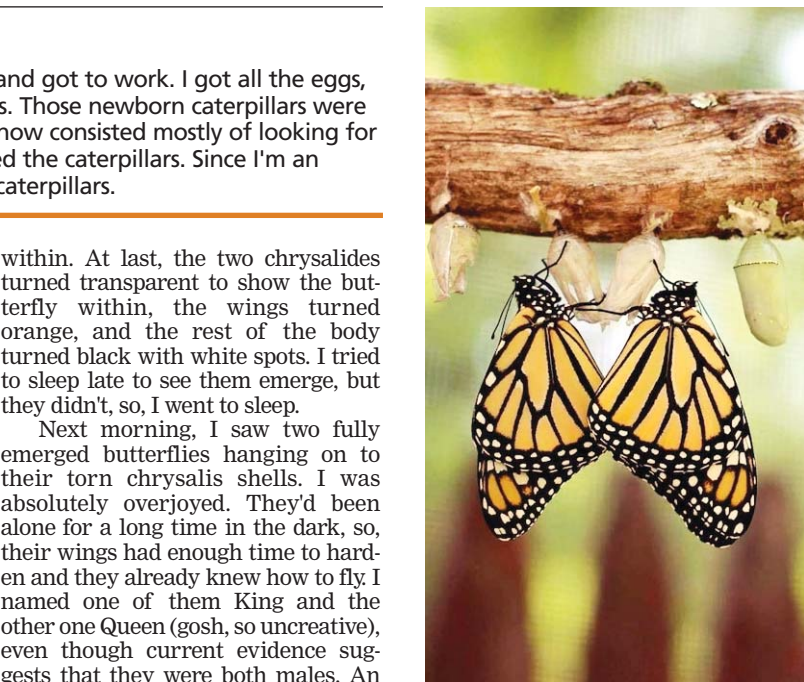 and got to work. I got all the eggs,
s. Those newborn caterpillars were
now consisted mostly of looking for
ed the caterpillars. Since I'm an
caterpillars.
within. At last, the two chrysalides
turned transparent to show the but-
terfly within, the wings turned
orange, and the rest of the body
turned black with white spots. I tried
to sleep late to see them emerge, but
they didn't, so, I went to sleep.
Next morning, I saw two fully
emerged butterflies hanging on to
their torn chrysalis shells. I was
absolutely overjoyed. They'd been
alone for a long time in the dark, so,
their wings had enough time to hard-
en and they already knew how to fly. I
named one of them King and the
other one Queen (gosh, so uncreative),
even though current evidence sug-
gests that they were both males. An